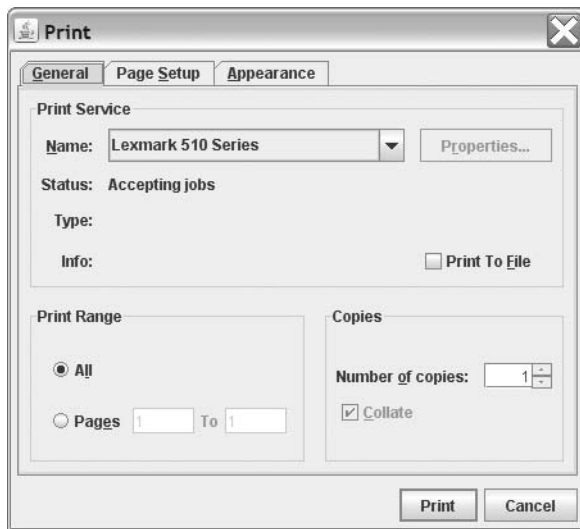 Print
General Page Setup Appearance
Print Service
Name: Lexmark 510 Series Properties...
Status: Accepting jobs
Type:
Info: Print To File
Print Range Copies
All Number of copies: 1
Collate
Pages 1 To 1
Print Cancel